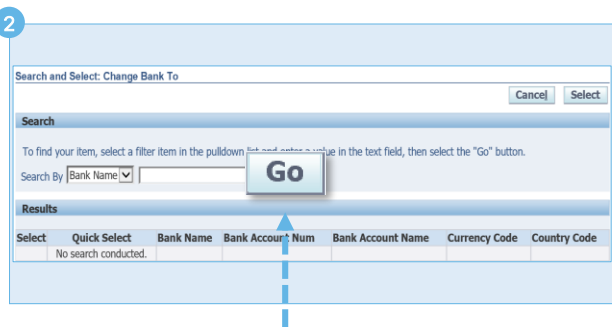 2
Search and Select: Change Bank To
Cancel Select
Search
To find your item, select a filter item in the pulldown list and enter a value in the text field, then select the "Go" button.
Search By Bank Name Go
Results
Select Quick Select Bank Name Bank Account Num Bank Account Name Currency Code Country Code
No search conducted.